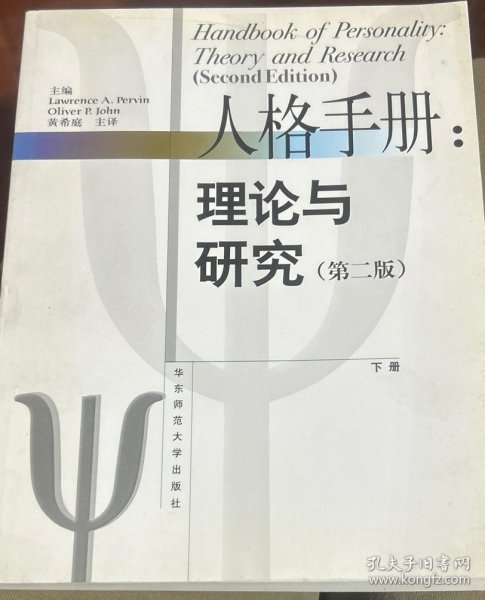 Handbook of Personality:
Theory and Research
(Second Edition)
主编
Lawrence A. Pervin
Oliver P. John
黄希庭 主译
人格手册:
理论与
研究(第二版)
下册
华东师范大学出版社
孔夫子旧书网
www.kongfz.com